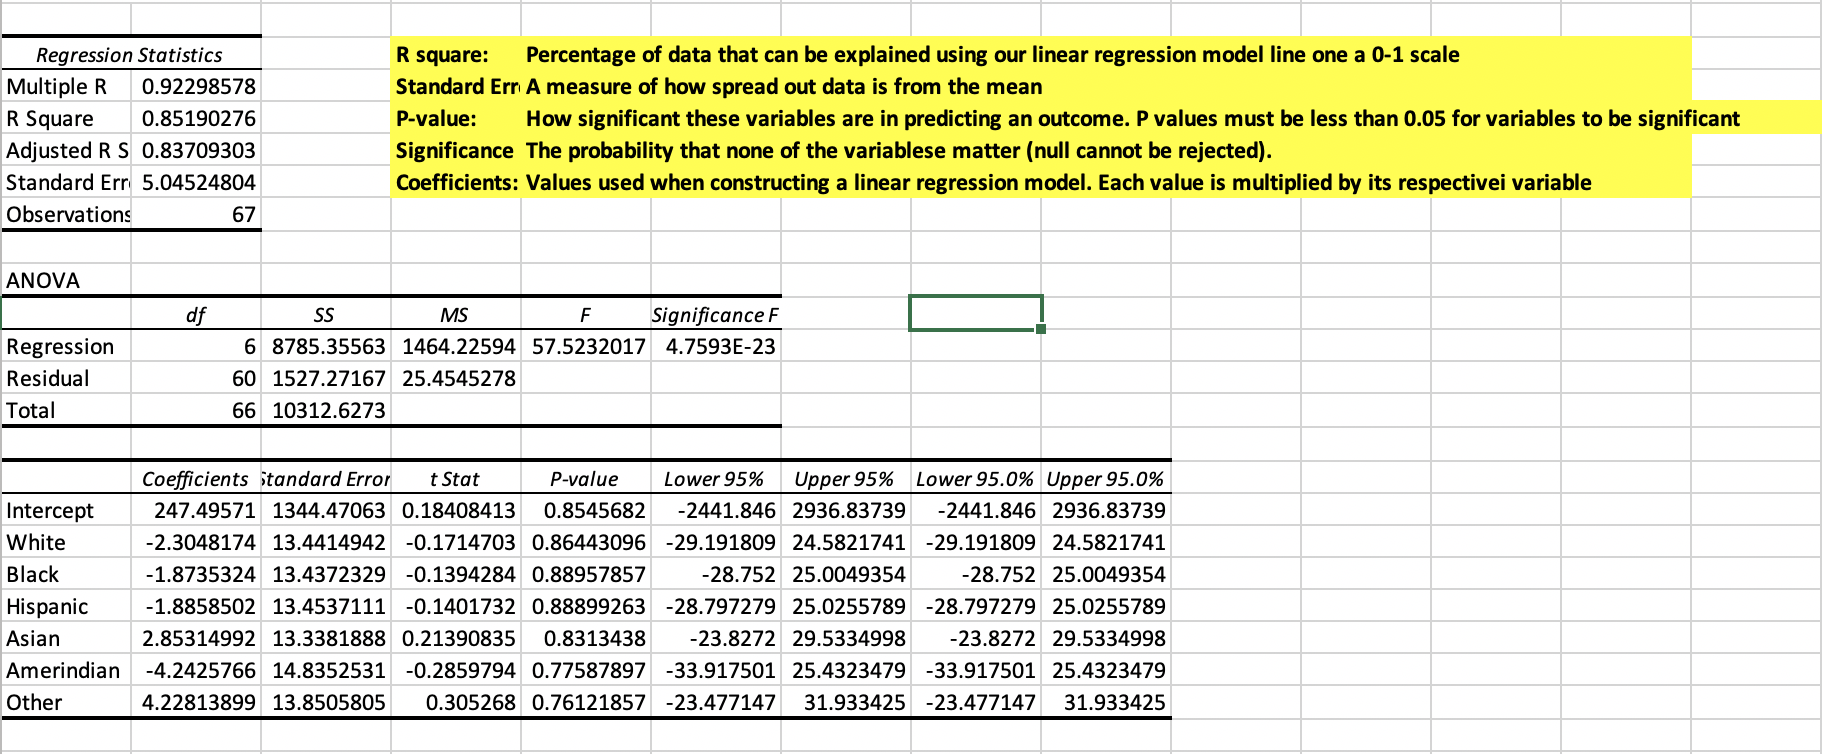 Regression Statistics
R square: Percentage of data that can be explained using our linear regression model line one a 0-1 scale
Multiple R 0.92298578
Standard Err A measure of how spread out data is from the mean
R Square 0.85190276
P-value: How significant these variables are in predicting an outcome. P values must be less than 0.05 for variables to be significant
Adjusted R S 0.83709303
Significance The probability that none of the variablese matter (null cannot be rejected).
Standard Err 5.04524804
Coefficients: Values used when constructing a linear regression model. Each value is multiplied by its respectivei variable
Observations 67
ANOVA
df SS MS F Significance F
Regression 6 8785.35563 1464.22594 57.5232017 4.7593E-23
Residual 60 1527.27167 25.4545278
Total 66 10312.6273
Coefficients Standard Error t Stat P-value Lower 95% Upper 95% Lower 95.0% Upper 95.0%
Intercept 247.49571 1344.47063 0.18408413 0.8545682 -2441.846 2936.83739 -2441.846 2936.83739
White -2.3048174 13.4414942 -0.1714703 0.86443096 -29.191809 24.5821741 -29.191809 24.5821741
Black -1.8735324 13.4372329 -0.1394284 0.88957857 -28.752 25.0049354 -28.752 25.0049354
Hispanic -1.8858502 13.4537111 -0.1401732 0.88899263 -28.797279 25.0255789 -28.797279 25.0255789
Asian 2.85314992 13.3381888 0.21390835 0.8313438 -23.8272 29.5334998 -23.8272 29.5334998
Amerindian -4.2425766 14.8352531 -0.2859794 0.77587897 -33.917501 25.4323479 -33.917501 25.4323479
Other 4.22813899 13.8505805 0.305268 0.76121857 -23.477147 31.933425 -23.477147 31.933425